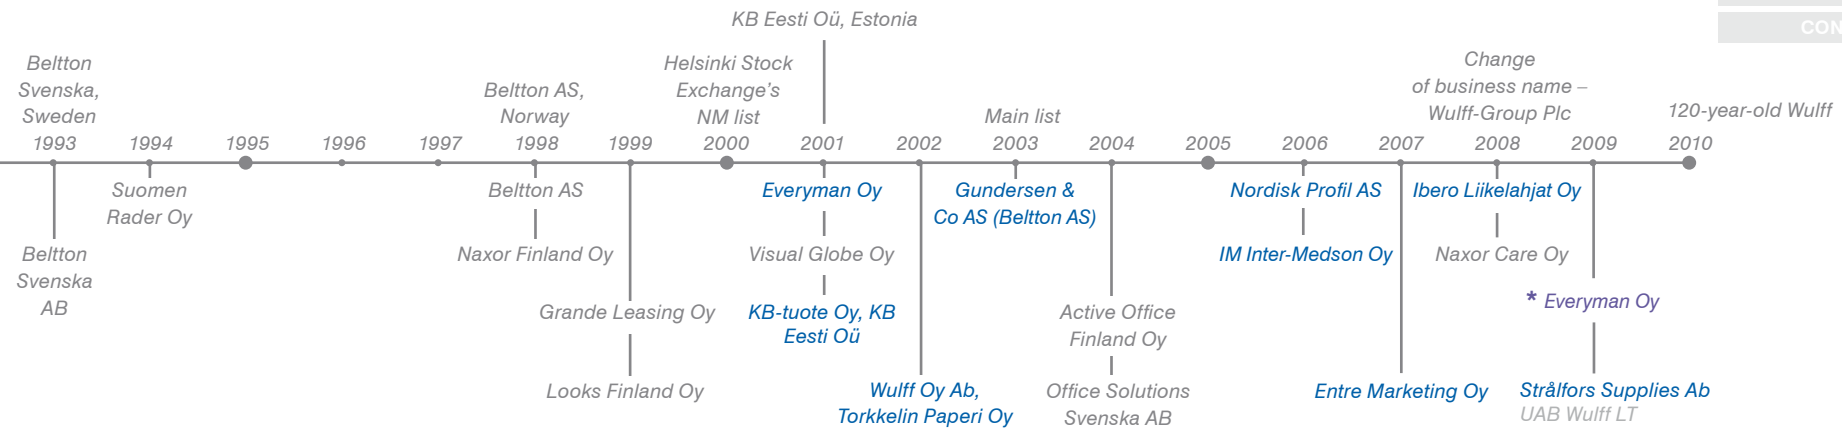 KB Eesti Oü, Estonia
CON
Beltton
Svenska,
Sweden
Beltton AS,
Norway
Helsinki Stock
Exchange's
NM list
Main list
Change
of business name –
Wulff-Group Plc
120-year-old Wulff
1993 1994 1995 1996 1997 1998 1999 2000 2001 2002 2003 2004 2005 2006 2007 2008 2009 2010
Beltton
Svenska
AB
Suomen
Rader Oy
Beltton AS
Naxor Finland Oy
Grande Leasing Oy
Looks Finland Oy
Everyman Oy
Visual Globe Oy
KB-tuote Oy, KB
Eesti Oü
Wulff Oy Ab,
Torkkelin Paperi Oy
Gundersen &
Co AS (Beltton AS)
Active Office
Finland Oy
Office Solutions
Svenska AB
Nordisk Profil AS
IM Inter-Medson Oy
Entre Marketing Oy
Ibero Liikelahjat Oy
Naxor Care Oy
* Everyman Oy
Strålfors Supplies Ab
UAB Wulff LT